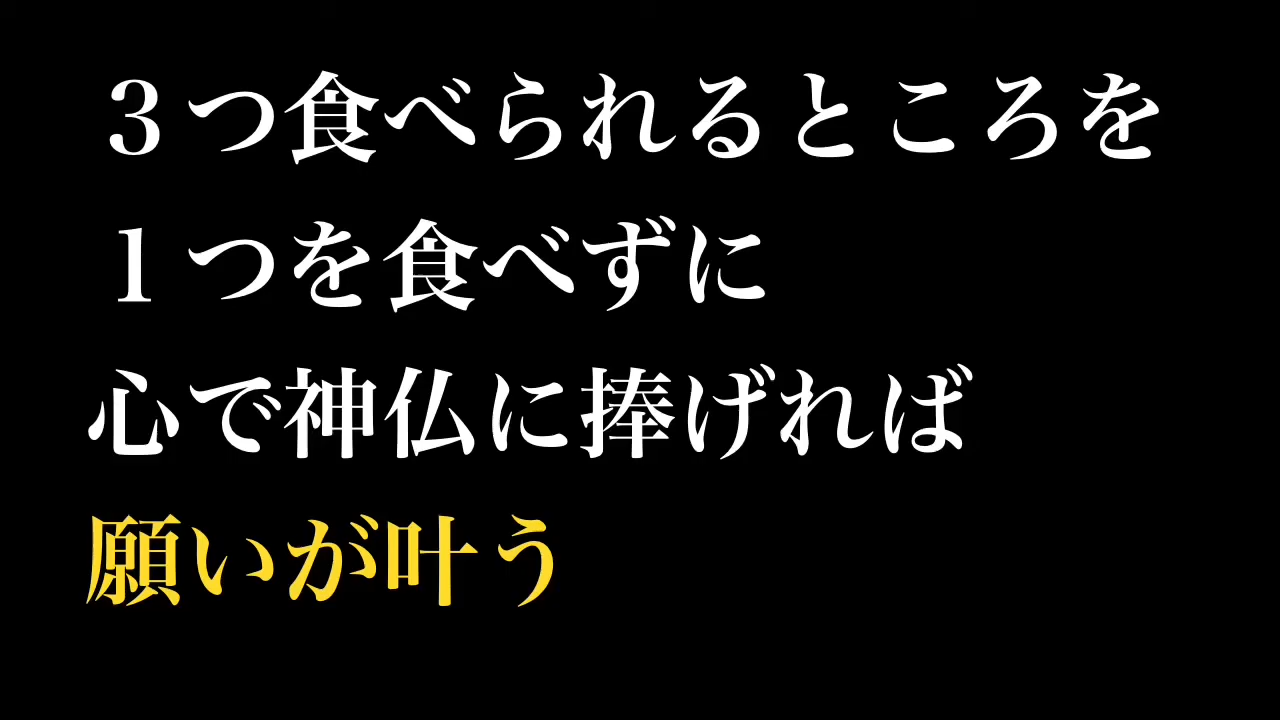 ３つ食べられるところを
１つを食べずに
心で神仏に捧げれば
願いが叶う